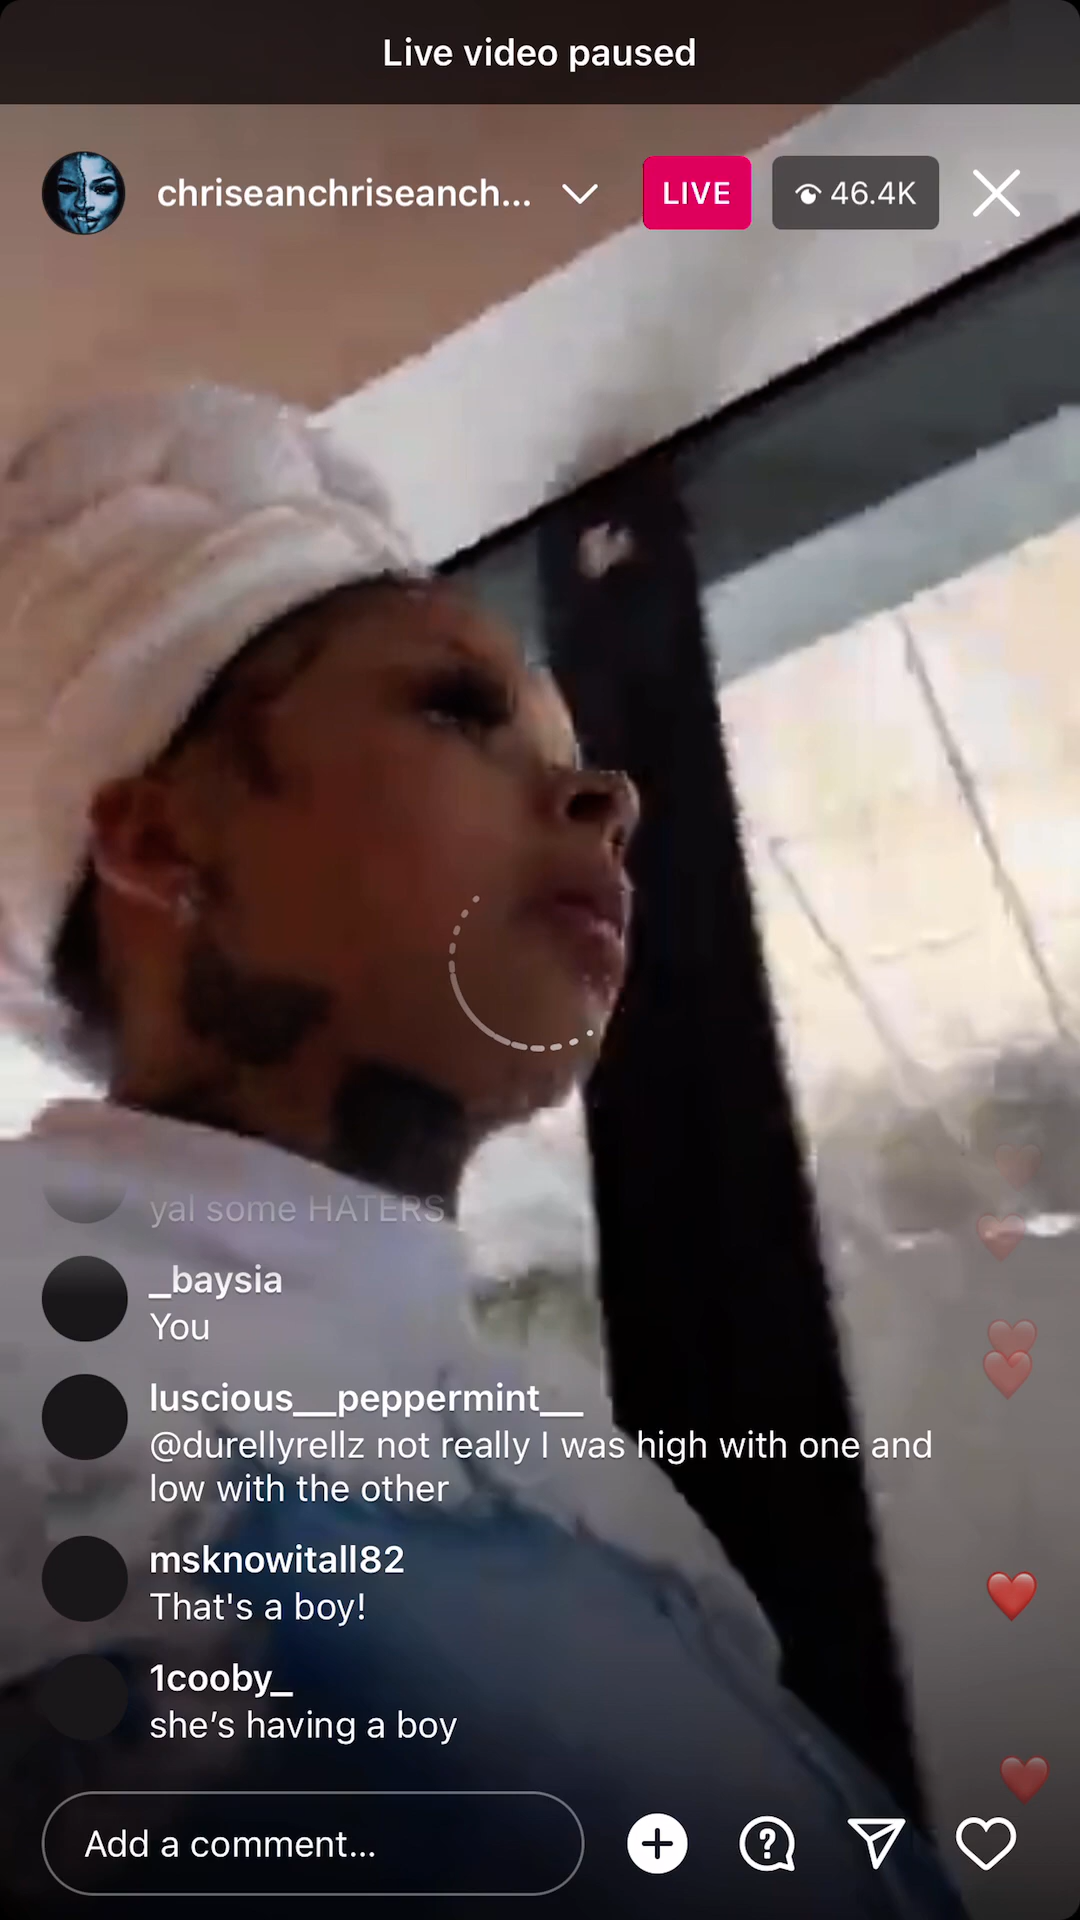 Live video paused
chriseanchriseanch...
LIVE
46.4K
yal some HATERS
_baysia
You
luscious__peppermint__
@durellyrellz not really I was high with one and
low with the other
msknowitall82
That's a boy!
1cooby_
she’s having a boy
Add a comment...